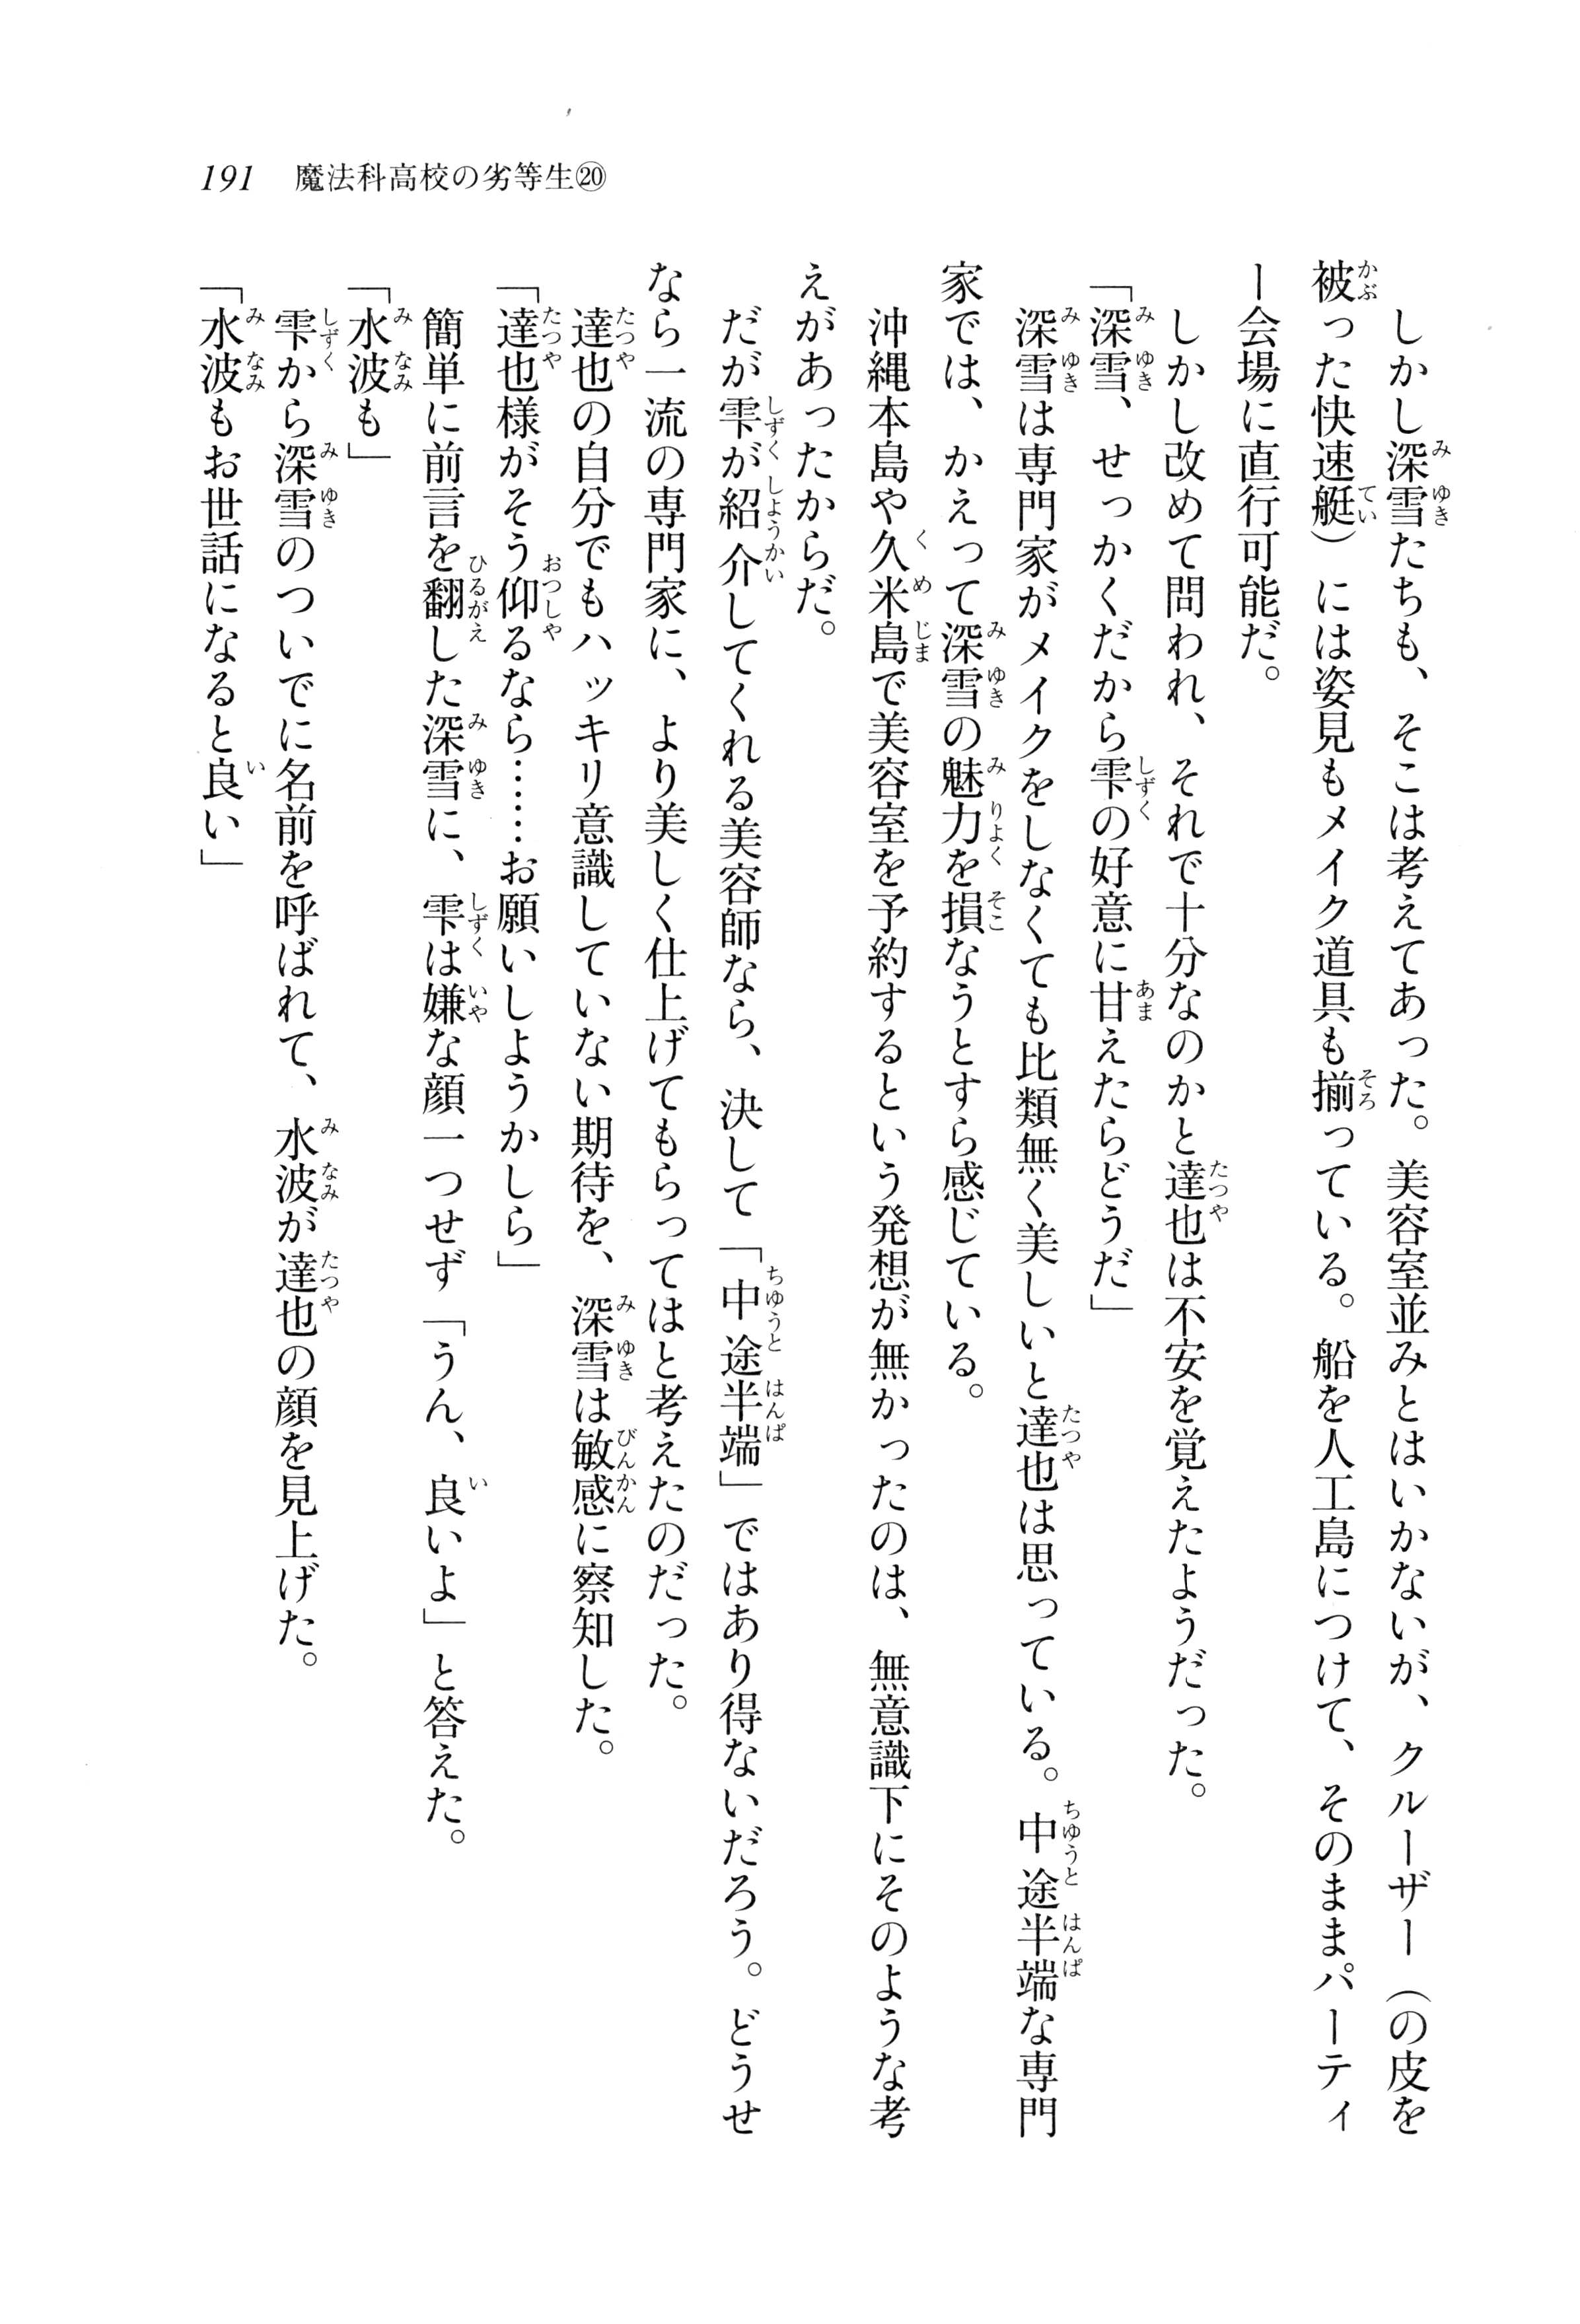 191 魔法科高校の劣等生⑳
しかし深雪たちも、そこは考えてあった。美容室並みとはいかないが、クルーザー（の皮を
被った快速艇）には姿見もメイク道具も揃っている。船を人工島につけて、そのままパーティ
ー会場に直行可能だ。
しかし改めて問われ、それで十分なのかと達也は不安を覚えたようだった。
「深雪、せっかくだから雫の好意に甘えたらどうだ」
深雪は専門家がメイクをしなくても比類無く美しいと達也は思っている。中途半端な専門
家では、かえって深雪の魅力を損なうとすら感じている。
沖縄本島や久米島で美容室を予約するという発想が無かったのは、無意識下にそのような考
えがあったからだ。
だが雫が紹介してくれる美容師なら、決して「中途半端」ではあり得ないだろう。どうせ
なら一流の専門家に、より美しく仕上げてもらってはと考えたのだった。
達也の自分でもハッキリ意識していない期待を、深雪は敏感に察知した。
「達也様がそう仰るなら……お願いしようかしら」
簡単に前言を翻した深雪に、雫は嫌な顔一つせず「うん、良いよ」と答えた。
「水波も」
雫から深雪のついでに名前を呼ばれて、水波が達也の顔を見上げた。
「水波もお世話になると良い」